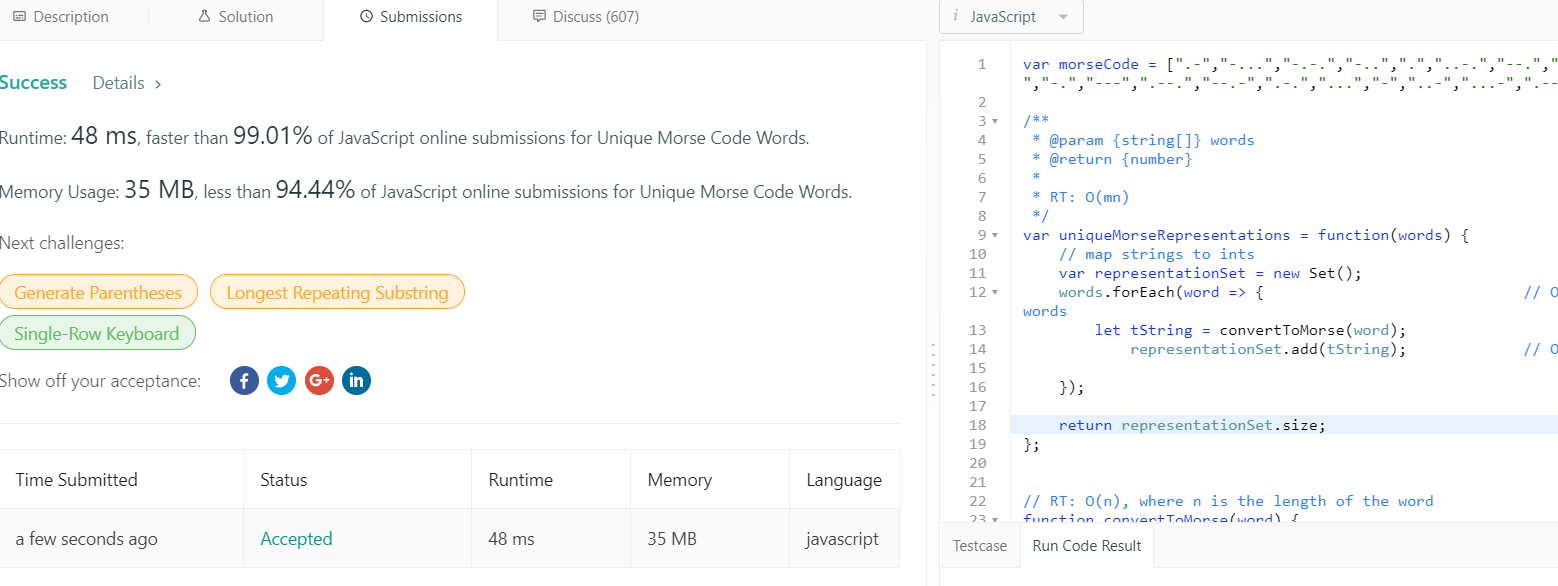 Description
Solution
Submissions
Discuss (607)
Success Details >
Runtime: 48 ms, faster than 99.01% of JavaScript online submissions for Unique Morse Code Words.
Memory Usage: 35 MB, less than 94.44% of JavaScript online submissions for Unique Morse Code Words.
Next challenges:
Generate Parentheses
Longest Repeating Substring
Single-Row Keyboard
Show off your acceptance:
f
G+
in
Time Submitted Status Runtime Memory Language
a few seconds ago Accepted 48 ms 35 MB javascript
i JavaScript
1 var morseCode = [".-","-...","-.-.","-..",".","..-.","--.","
","-.","---",".--.","--.-",".-.","...","-","..-","...-",".--
2
3 /**
4 * @param {string[]} words
5 * @return {number}
6 *
7 * RT: O(mn)
8 */
9 var uniqueMorseRepresentations = function(words) {
10 // map strings to ints
11 var representationSet = new Set();
12 words.forEach(word => { // O
words
13 let tString = convertToMorse(word);
14 representationSet.add(tString); // O
15
16 });
17
18 return representationSet.size;
19 };
20
21
22 // RT: O(n), where n is the length of the word
23 function convertToMorse(word) {
Testcase
Run Code Result